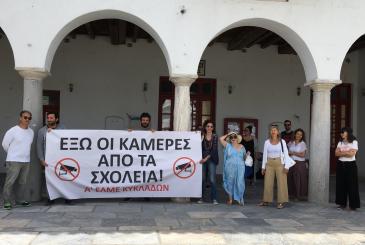 ΕΞΩ ΟΙ ΚΑΜΕΡΕΣ
ΑΠΟ ΤΑ
ΣΧΟΛΕΙΑ!
Α' ΕΛΜΕ ΚΥΚΛΑΔΩΝ